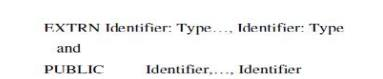 EXTRN Identifier: Type..., Identifier: Type
and
PUBLIC Identifier,..., Identifier